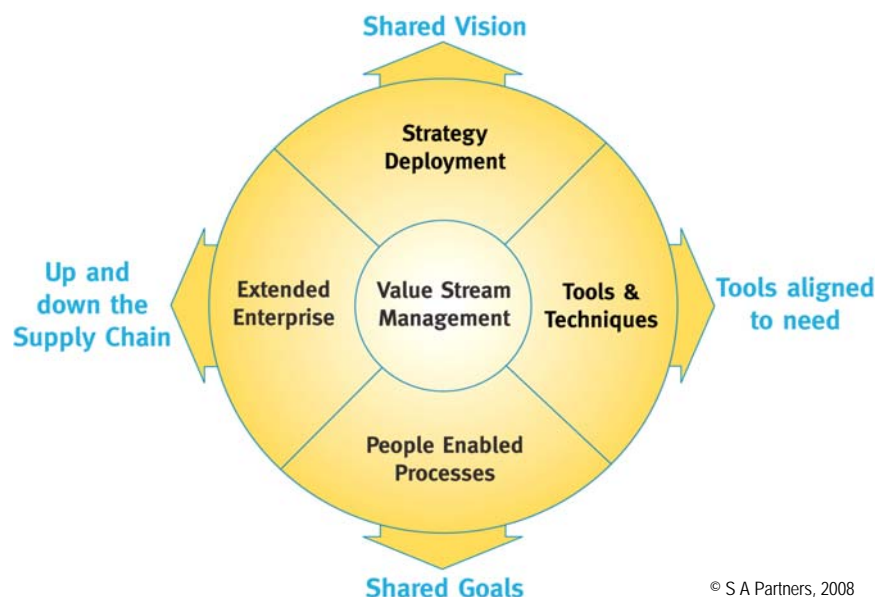 Shared Vision
Strategy
Deployment
Up and
down the
Supply Chain
Extended
Enterprise
Value Stream
Management
Tools &
Techniques
Tools aligned
to need
People Enabled
Processes
Shared Goals
© S A Partners, 2008